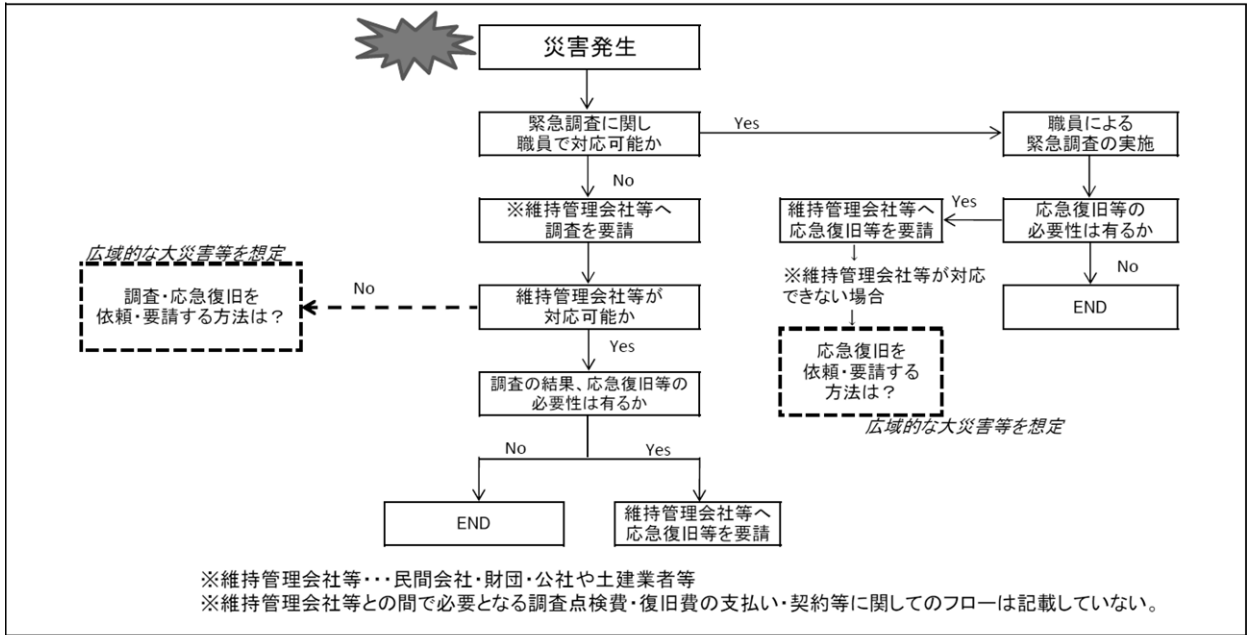 災害発生
緊急調査に関し
職員で対応可能か
Yes
職員による
緊急調査の実施
No
※維持管理会社等へ
調査を要請
維持管理会社等へ
応急復旧等を要請
Yes
応急復旧等の
必要性は有るか
広域的な大災害等を想定
調査・応急復旧を
依頼・要請する方法は？
No
維持管理会社等が
対応可能か
※維持管理会社等が対応
できない場合
No
END
Yes
応急復旧を
依頼・要請する
方法は？
広域的な大災害等を想定
調査の結果、応急復旧等の
必要性は有るか
No
Yes
END
維持管理会社等へ
応急復旧等を要請
※維持管理会社等・・・民間会社・財団・公社や土建業者等
※維持管理会社等との間で必要となる調査点検費・復旧費の支払い・契約等に関してのフローは記載していない。